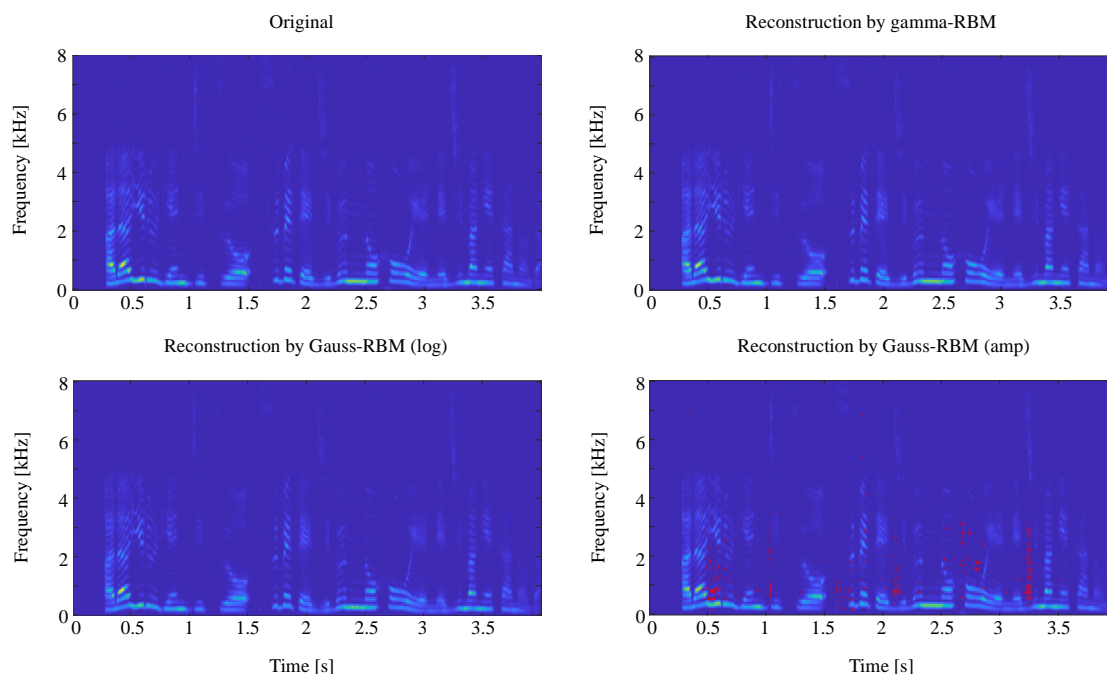 Original
Reconstruction by gamma-RBM
Frequency [kHz]
8
6
4
2
0
0 0.5 1 1.5 2 2.5 3 3.5
Frequency [kHz]
8
6
4
2
0
0 0.5 1 1.5 2 2.5 3 3.5
Reconstruction by Gauss-RBM (log)
Reconstruction by Gauss-RBM (amp)
Frequency [kHz]
8
6
4
2
0
0 0.5 1 1.5 2 2.5 3 3.5
Time [s]
Frequency [kHz]
8
6
4
2
0
0 0.5 1 1.5 2 2.5 3 3.5
Time [s]